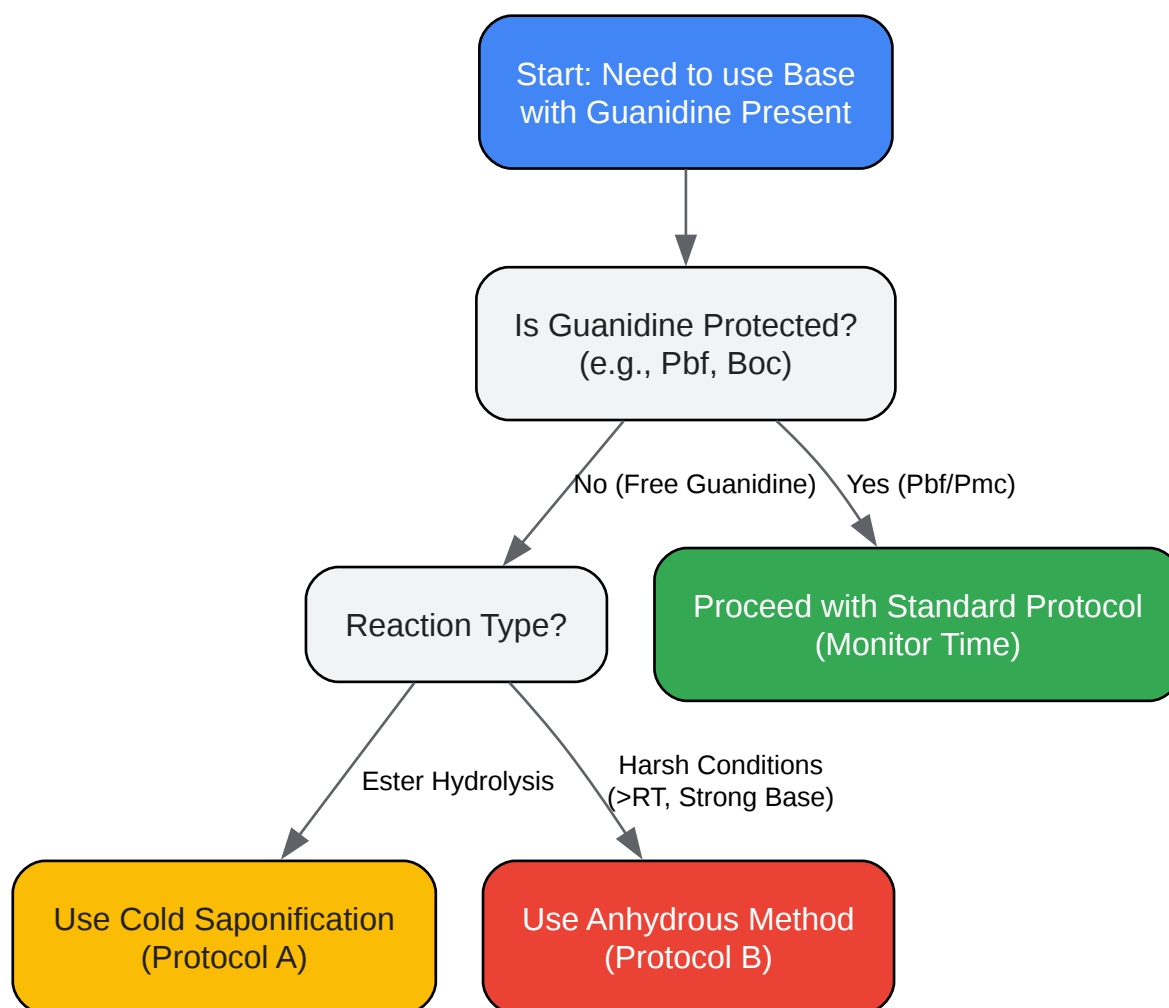 Start: Need to use Base
with Guanidine Present
Is Guanidine Protected?
(e.g., Pbf, Boc)
No (Free Guanidine)
Yes (Pbf/Pmc)
Reaction Type?
Proceed with Standard Protocol
(Monitor Time)
Ester Hydrolysis
Harsh Conditions
(>RT, Strong Base)
Use Cold Saponification
(Protocol A)
Use Anhydrous Method
(Protocol B)